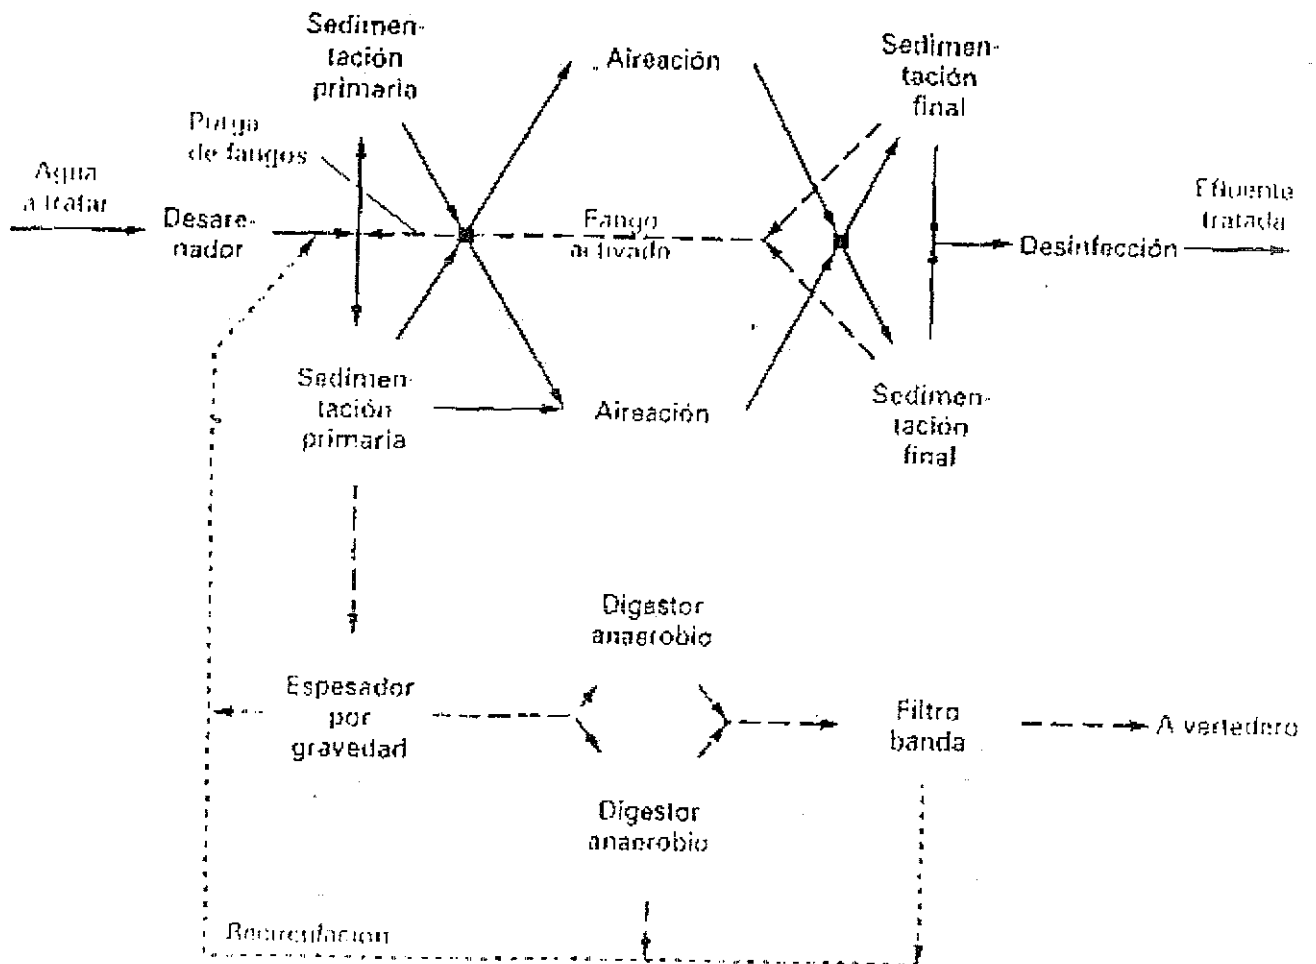 Sedimen-
tación
primaria
Aireación
Sedimen-
tación
final
Purga
de fangos
Agua
a tratar
Desare-
nador
Fango
activado
Desinfección
Efluente
tratada
Sedimen-
tación
primaria
Aireación
Sedimen-
tación
final
Digestor
anaerobio
Espesador
por
gravedad
Filtro
banda
A vertedero
Digestor
anaerobio
Recirculación